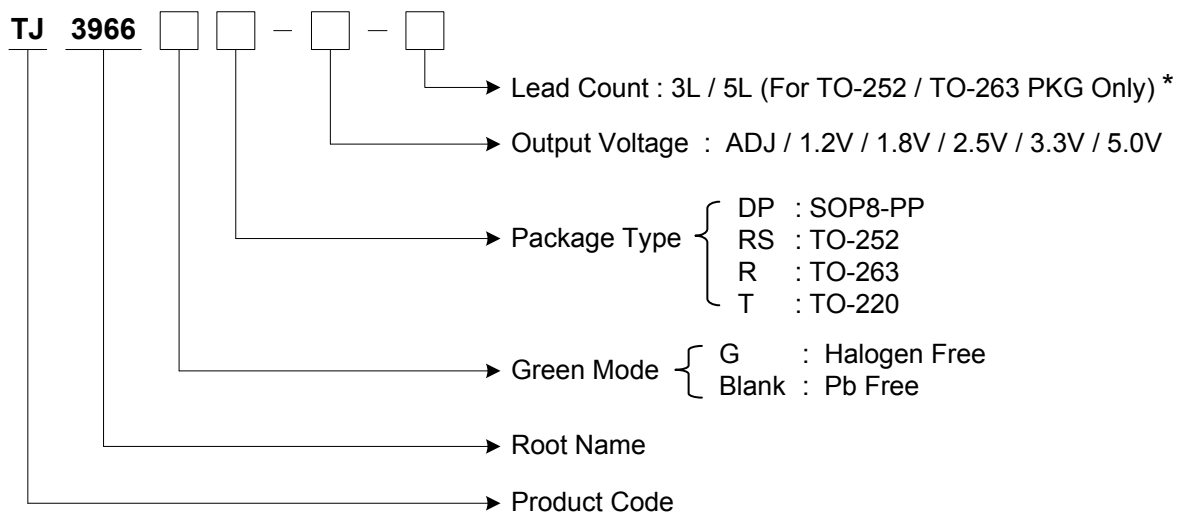 TJ 3966 – –
Lead Count : 3L / 5L (For TO-252 / TO-263 PKG Only) *
Output Voltage : ADJ / 1.2V / 1.8V / 2.5V / 3.3V / 5.0V
Package Type
DP : SOP8-PP
RS : TO-252
R : TO-263
T : TO-220
Green Mode
G : Halogen Free
Blank : Pb Free
Root Name
Product Code